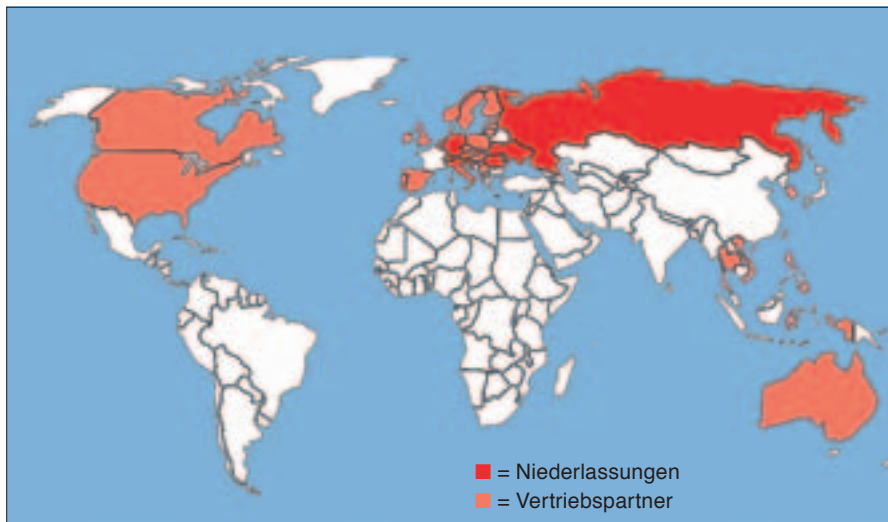 = Niederlassungen
= Vertriebspartner